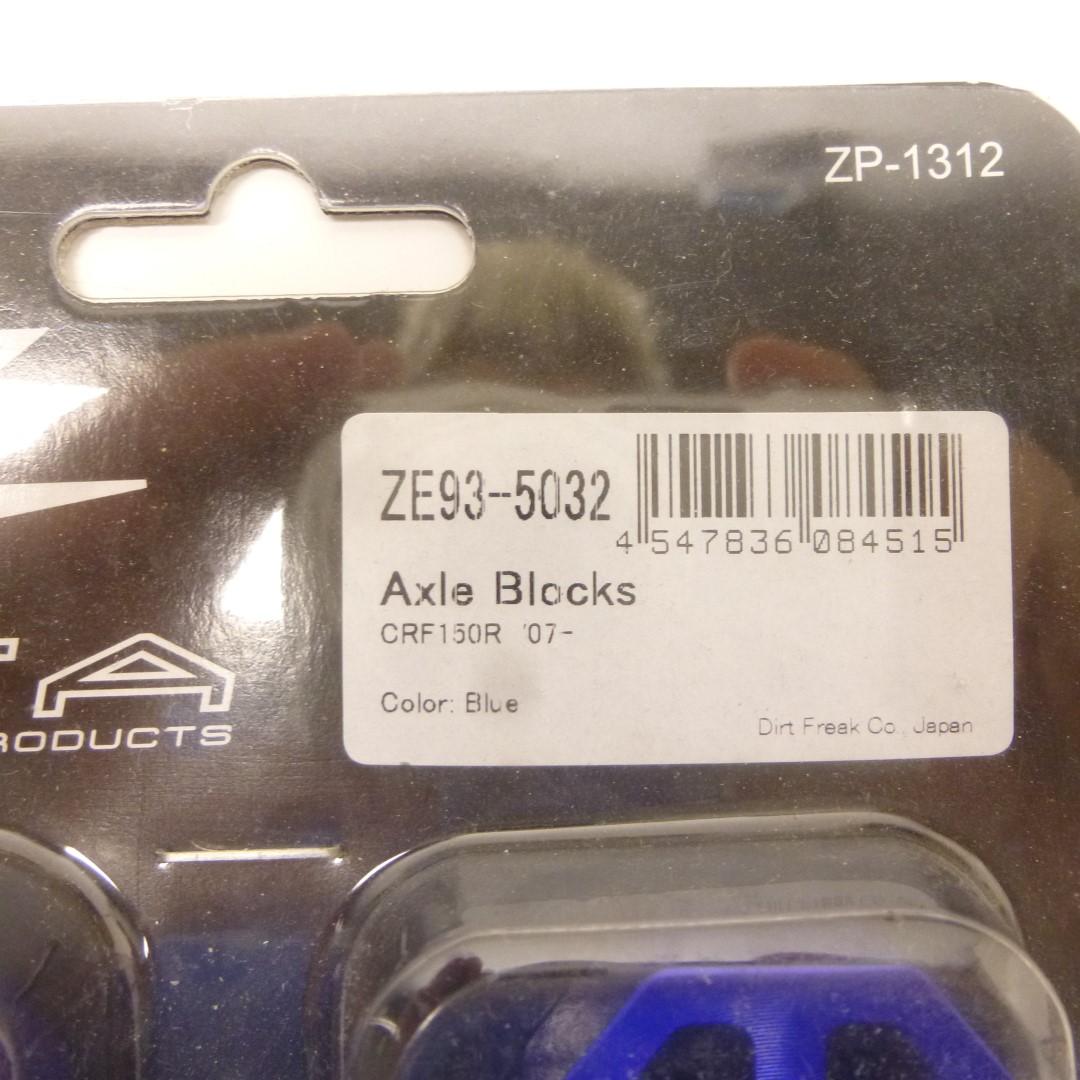 ZP-1312
ZE93-5032
4 547836 084515
Axle Blocks
CRF150R '07-
Color: Blue
Dirt Freak Co., Japan
RODUCTS